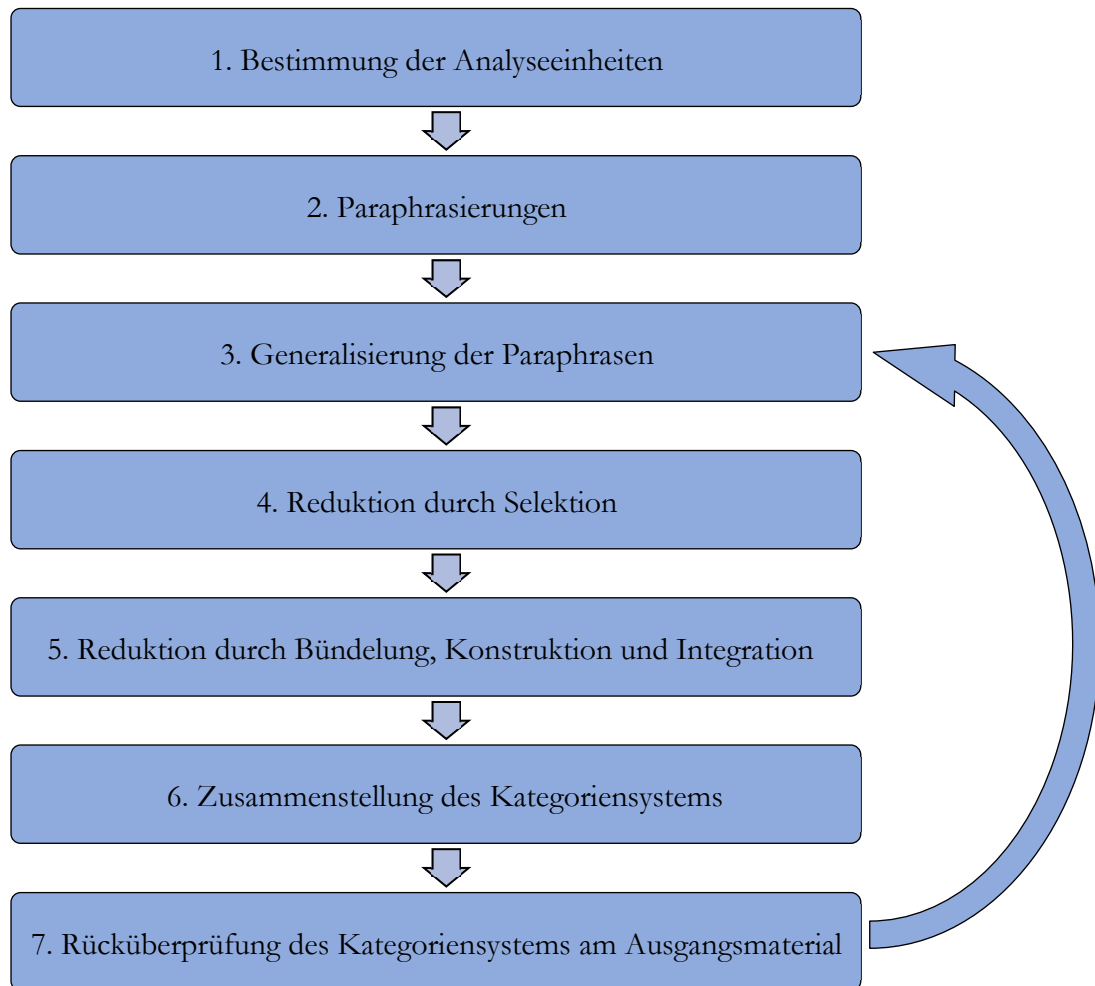 1. Bestimmung der Analyseeinheiten
2. Paraphrasierungen
3. Generalisierung der Paraphrasen
4. Reduktion durch Selektion
5. Reduktion durch Bündelung, Konstruktion und Integration
6. Zusammenstellung des Kategoriensystems
7. Rücküberprüfung des Kategoriensystems am Ausgangsmaterial